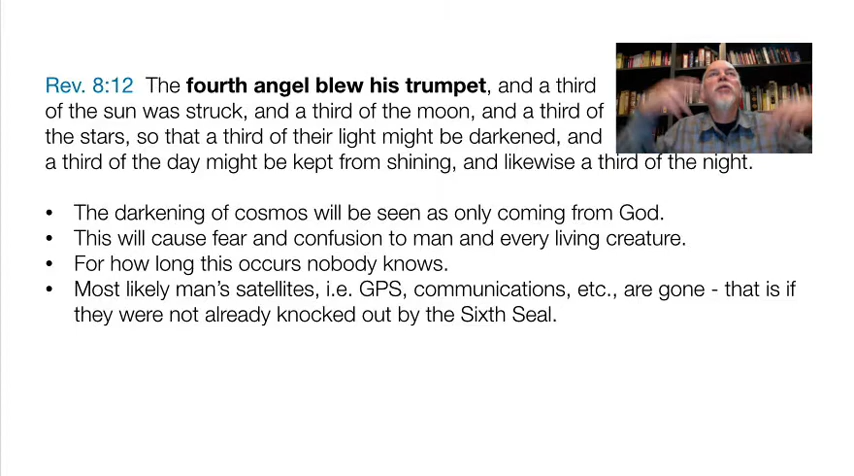 Rev. 8:12 The fourth angel blew his trumpet, and a third
of the sun was struck, and a third of the moon, and a third of
the stars, so that a third of their light might be darkened, and
a third of the day might be kept from shining, and likewise a third of the night.
• The darkening of cosmos will be seen as only coming from God.
• This will cause fear and confusion to man and every living creature.
• For how long this occurs nobody knows.
• Most likely man's satellites, i.e. GPS, communications, etc., are gone - that is if
they were not already knocked out by the Sixth Seal.